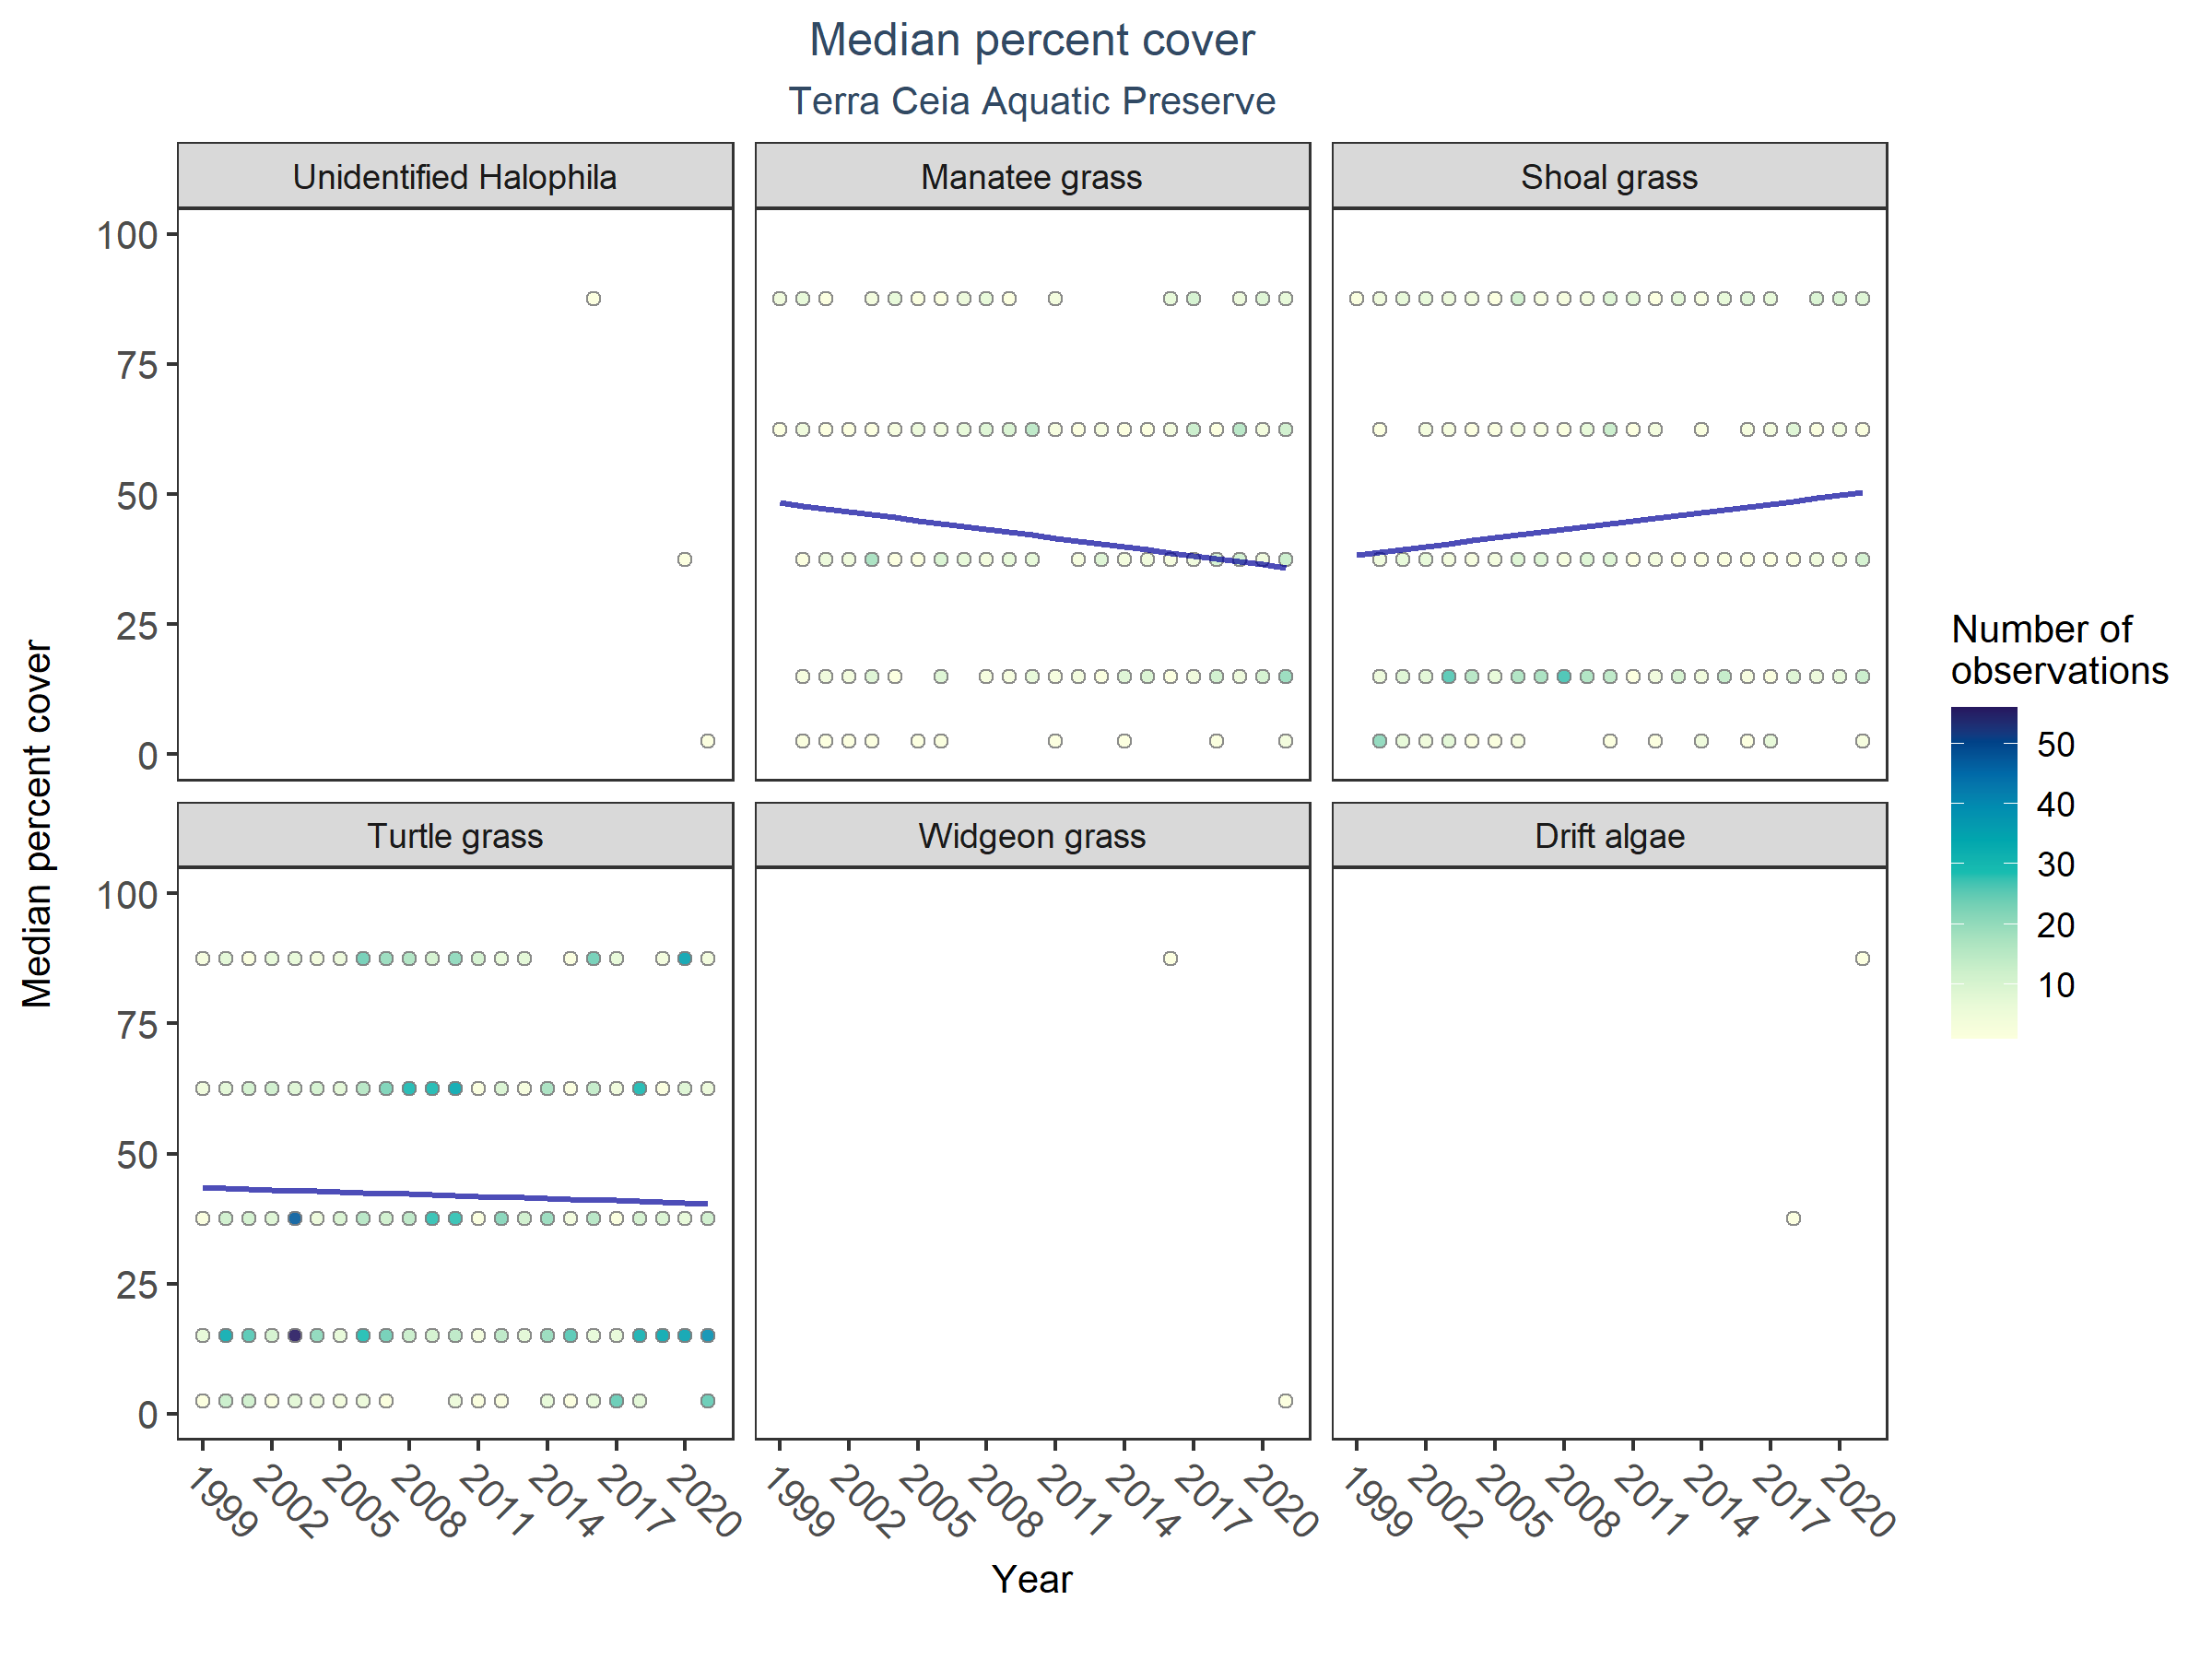 Median percent cover
Terra Ceia Aquatic Preserve
Unidentified Halophila
Manatee grass
Shoal grass
100
75
50
25
0
Turtle grass
Widgeon grass
Drift algae
100
75
50
25
0
Median percent cover
1999 2002 2005 2008 2011 2014 2017 2020
1999 2002 2005 2008 2011 2014 2017 2020
1999 2002 2005 2008 2011 2014 2017 2020
Year
Number of
observations
50
40
30
20
10